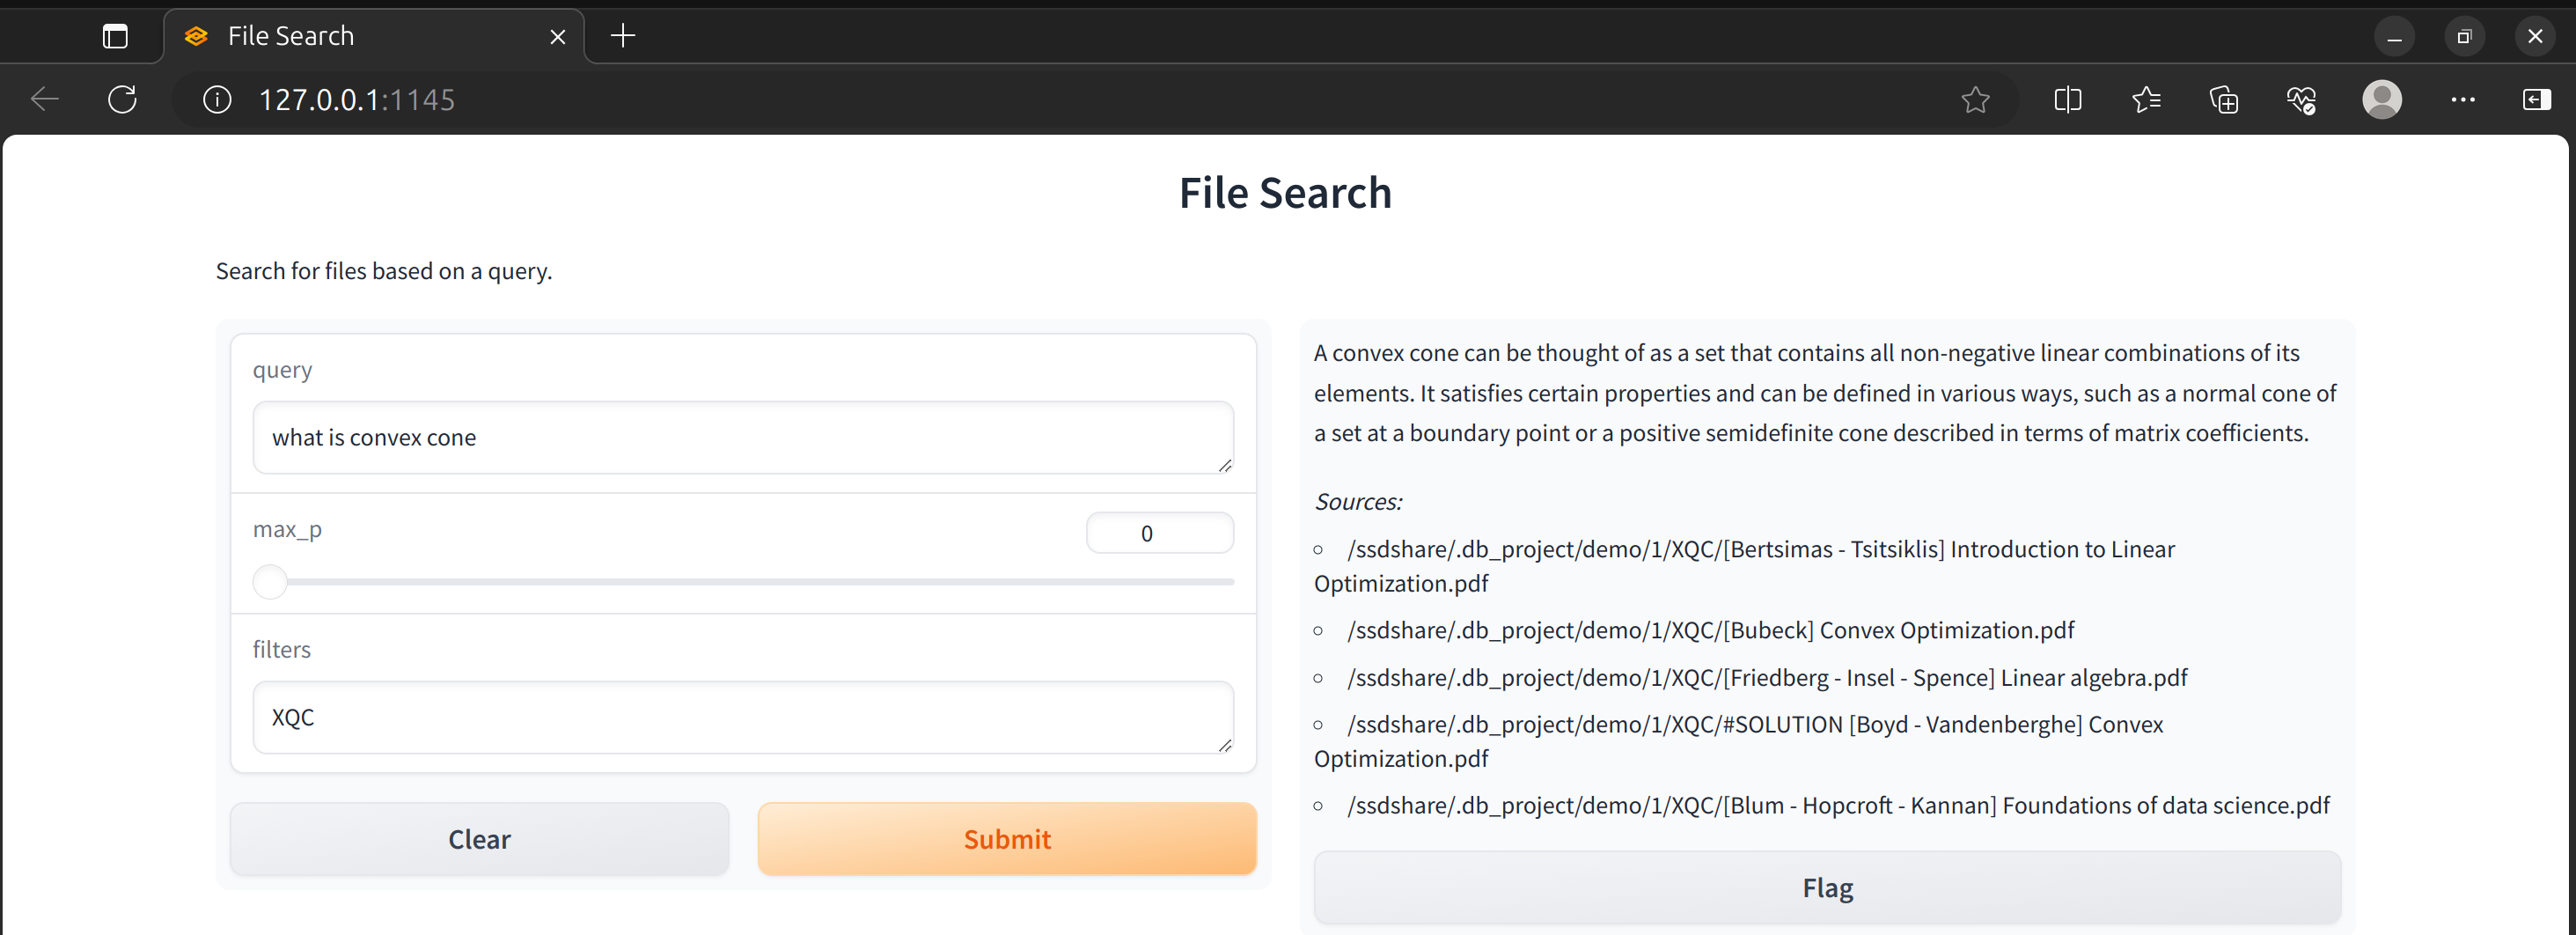 File Search
127.0.0.1:1145
File Search
Search for files based on a query.
query
what is convex cone
max_p
0
filters
XQC
Clear
Submit
A convex cone can be thought of as a set that contains all non-negative linear combinations of its
elements. It satisfies certain properties and can be defined in various ways, such as a normal cone of
a set at a boundary point or a positive semidefinite cone described in terms of matrix coefficients.
Sources:
/ssdshare/.db_project/demo/1/XQC/[Bertsimas - Tsitsiklis] Introduction to Linear
Optimization.pdf
/ssdshare/.db_project/demo/1/XQC/[Bubeck] Convex Optimization.pdf
/ssdshare/.db_project/demo/1/XQC/[Friedberg - Insel - Spence] Linear algebra.pdf
/ssdshare/.db_project/demo/1/XQC/#SOLUTION [Boyd - Vandenberghe] Convex
Optimization.pdf
/ssdshare/.db_project/demo/1/XQC/[Blum - Hopcroft - Kannan] Foundations of data science.pdf
Flag